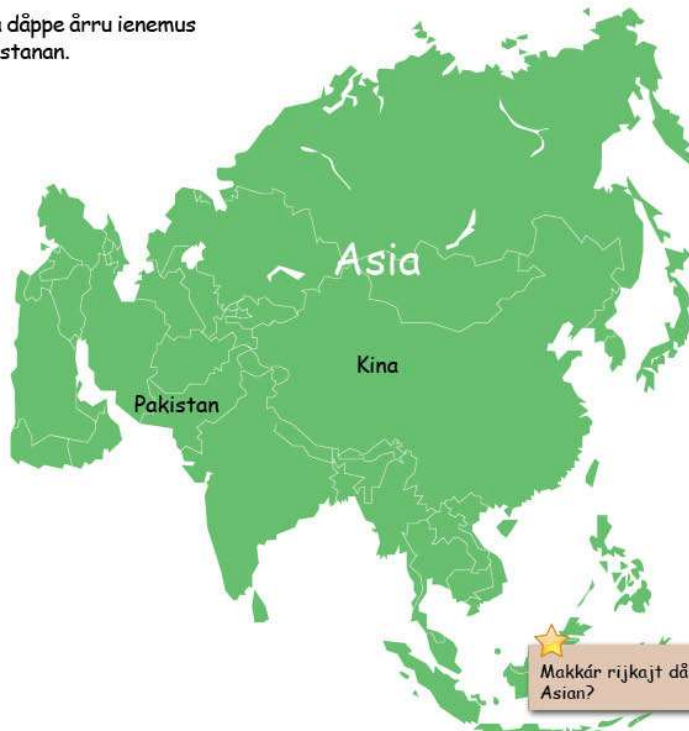 dåppe årru ienemus
stanan.
Asia
Kina
Pakistan
Makkár rijkajt då
Asian?